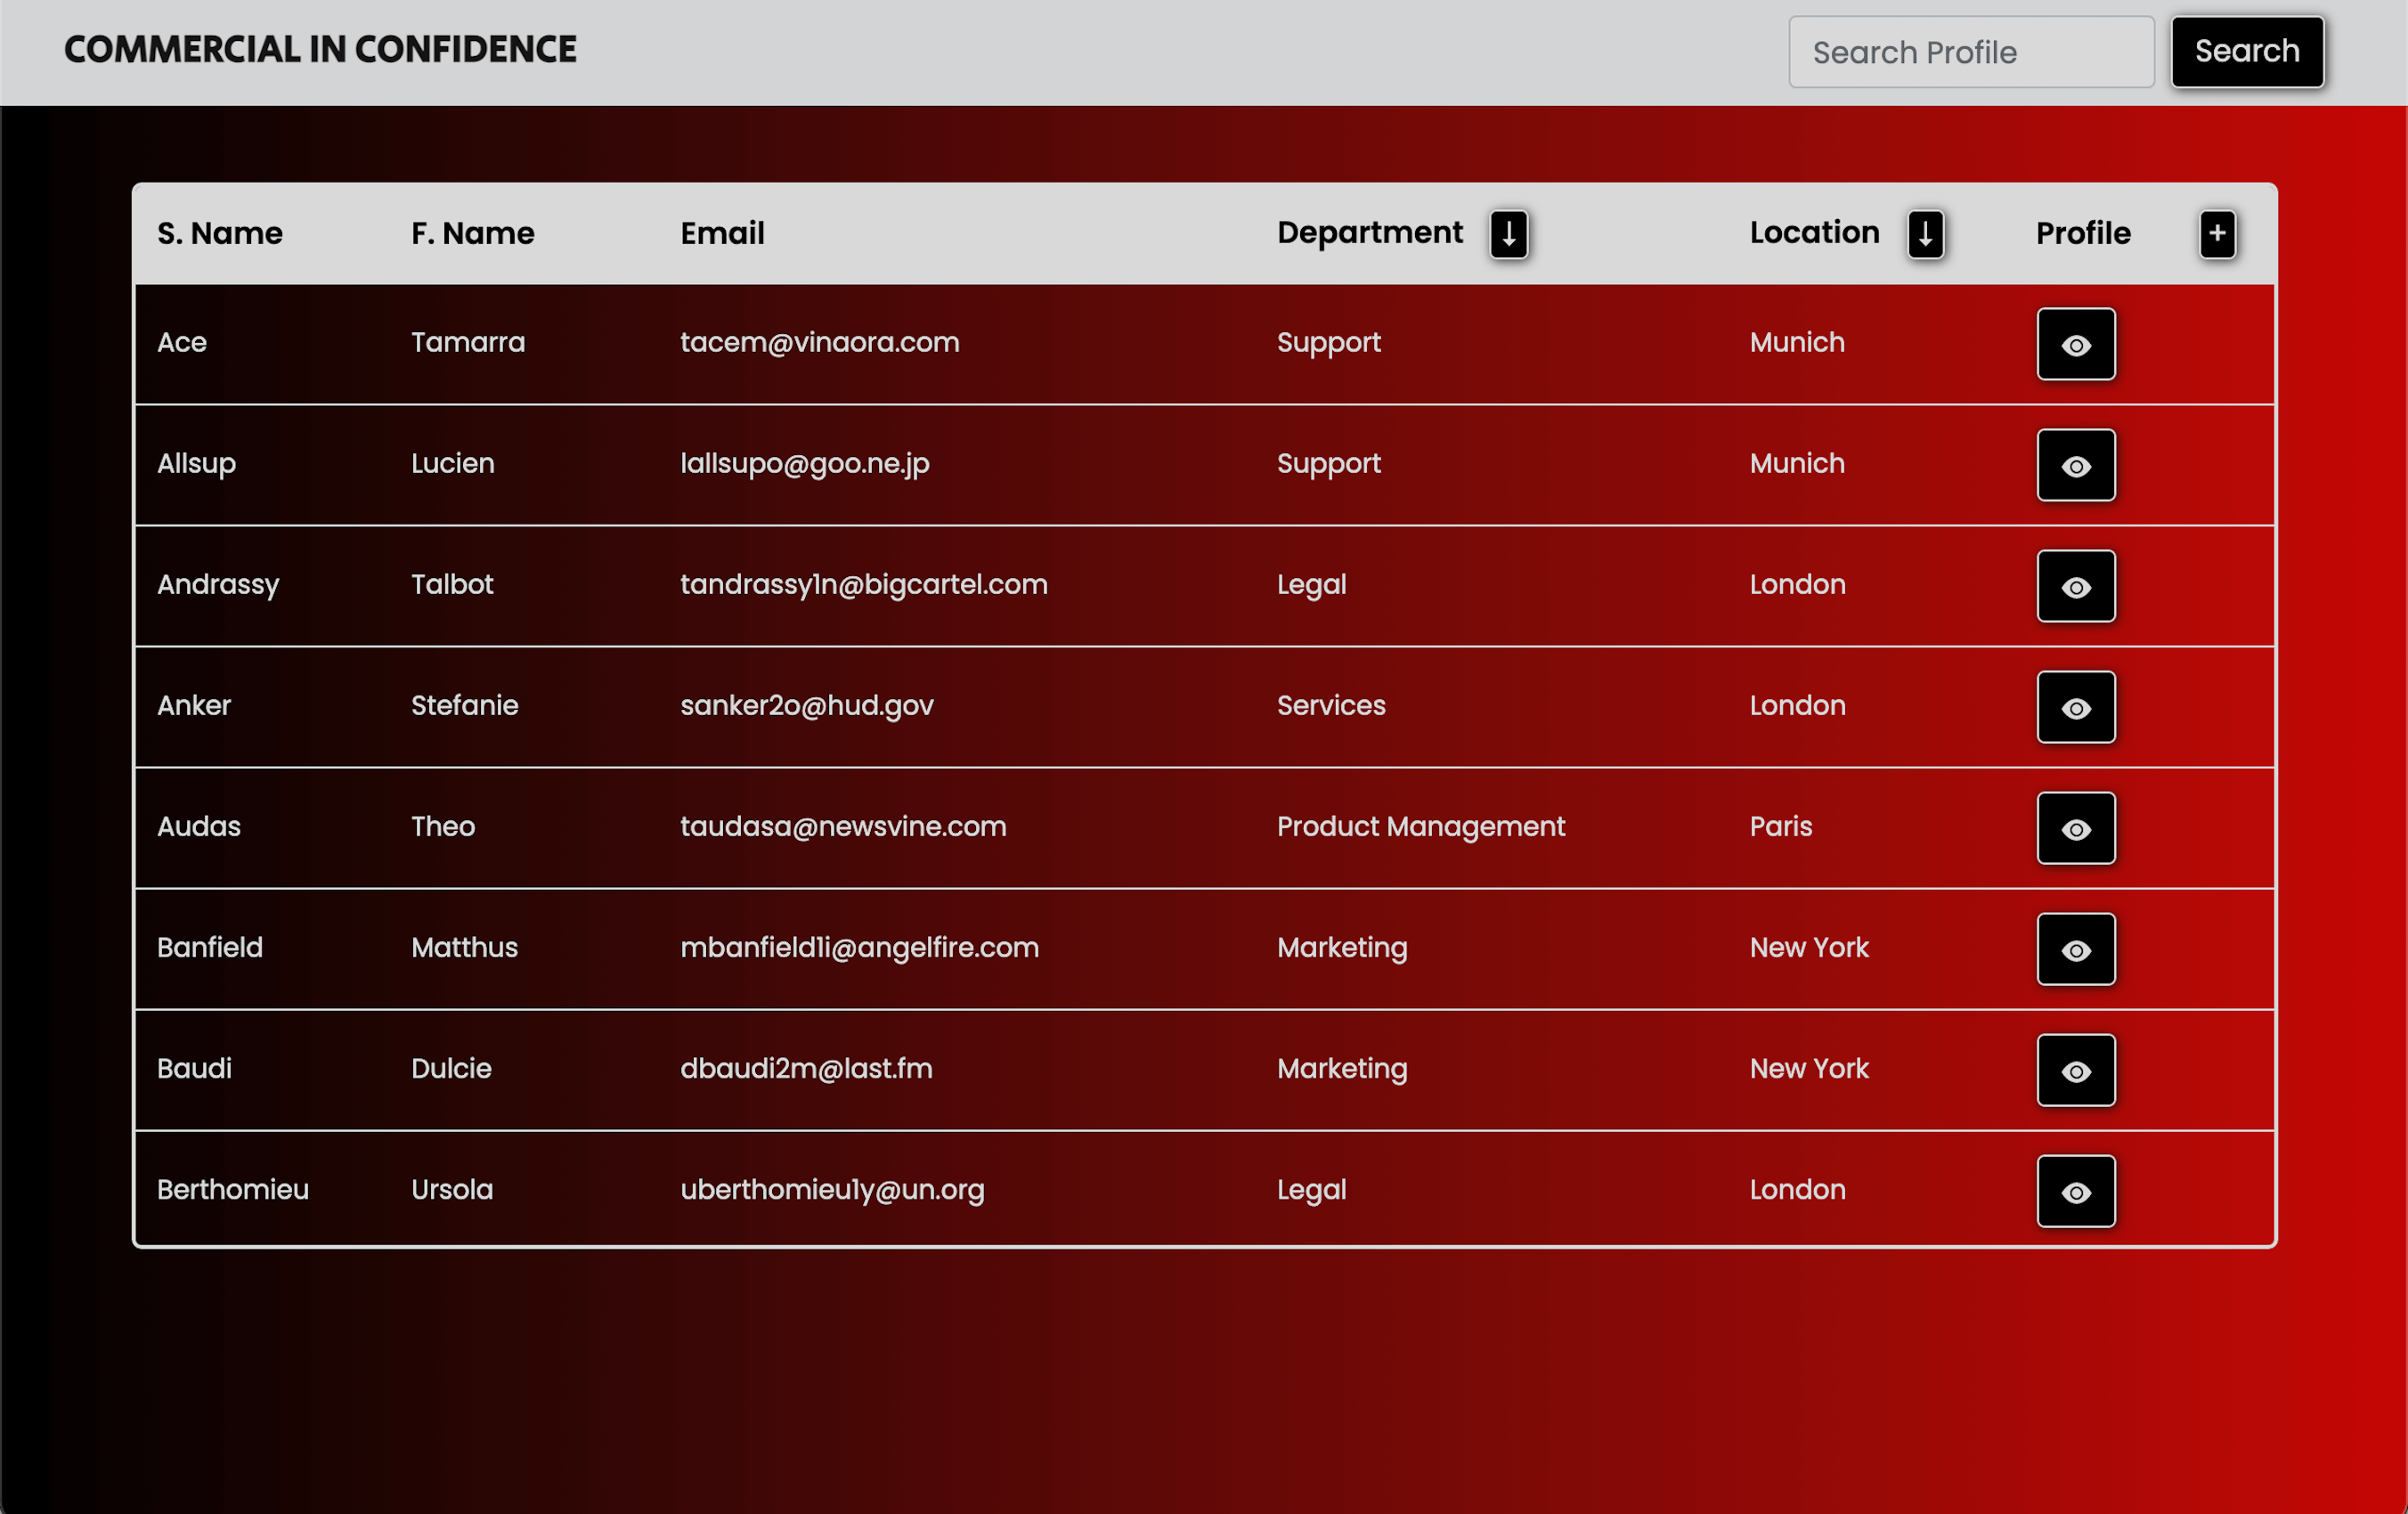 COMMERCIAL IN CONFIDENCE Search Profile Search
S. Name F. Name Email Department Location Profile +
Ace Tamarra tacem@vinaora.com Support Munich
Allsup Lucien lallsupo@goo.ne.jp Support Munich
Andrassy Talbot tandrassy1n@bigcartel.com Legal London
Anker Stefanie sanker2o@hud.gov Services London
Audas Theo taudasa@newsvine.com Product Management Paris
Banfield Matthus mbanfield1i@angelfire.com Marketing New York
Baudi Dulcie dbaudi2m@last.fm Marketing New York
Berthomieu Ursola uberthomieu1y@un.org Legal London